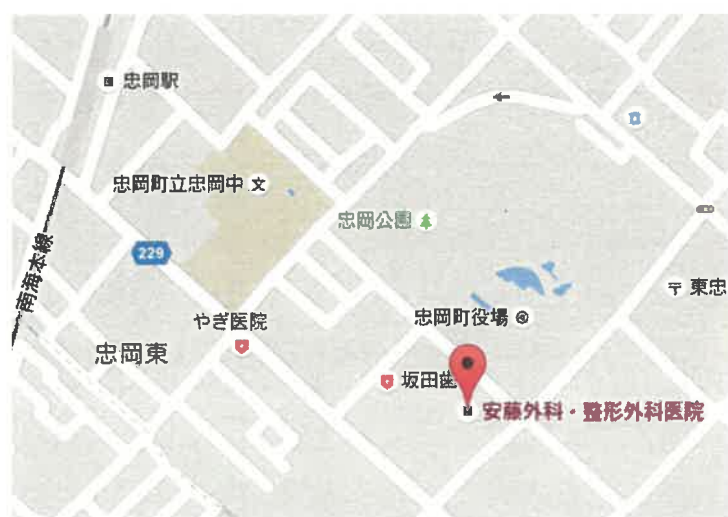 忠岡駅
忠岡町立忠岡中
忠岡公園
229
南海本線
〒 東忠
忠岡町役場
やぎ医院
忠岡東
坂田歯
安藤外科・整形外科医院